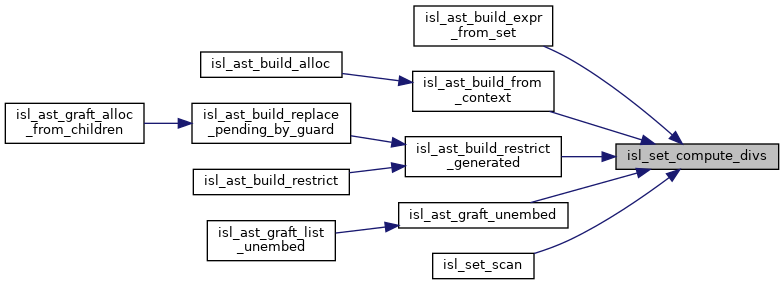 isl_ast_build_expr
_from_set
isl_ast_build_alloc
isl_ast_build_from
_context
isl_ast_graft_alloc
_from_children
isl_ast_build_replace
_pending_by_guard
isl_ast_build_restrict
_generated
isl_set_compute_divs
isl_ast_build_restrict
isl_ast_graft_unembed
isl_ast_graft_list
_unembed
isl_set_scan